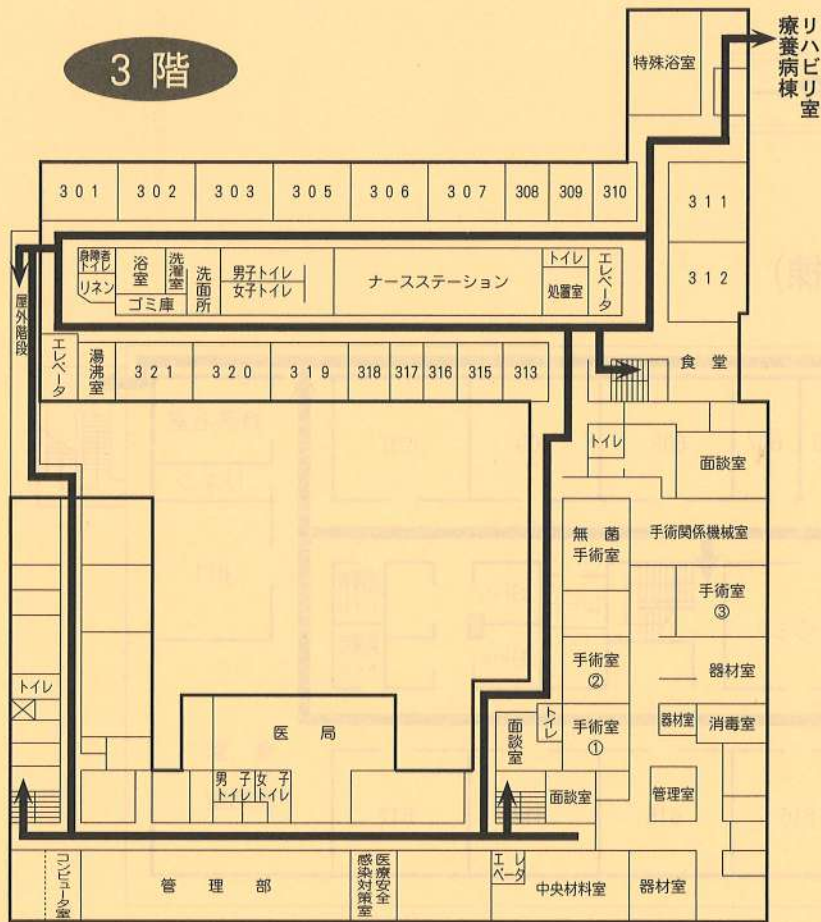 3 階
特殊浴室
リハビリ室
療養病棟
301
302
303
305
306
307
308
309
310
311
312
身障者
トイレ
リネン
浴室
洗濯室
ゴミ庫
洗面所
男子トイレ
女子トイレ
ナースステーション
トイレ
処置室
エレベータ
屋外階段
エレベータ
湯沸室
321
320
319
318
317
316
315
313
食堂
トイレ
面談室
無菌
手術室
手術関係機械室
手術室
③
手術室
②
器材室
トイレ
手術室
①
器材室
消毒室
トイレ
医局
面談室
男子
トイレ
女子
トイレ
面談室
管理室
コンピュータ室
管理部
医療安全
感染対策室
エレ
ベータ
中央材料室
器材室